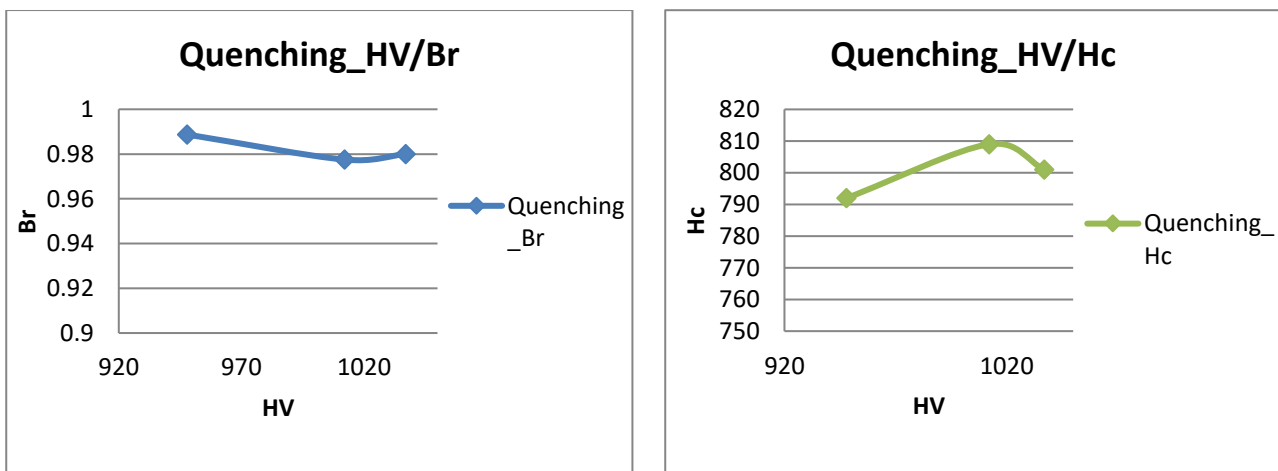 Quenching_HV/Br
1
0.98
0.96
0.94
0.92
0.9
Br
920 970 1020
HV
Quenching
_Br
Quenching_HV/Hc
820
810
800
790
780
770
760
750
Hc
920 1020
HV
Quenching_
Hc